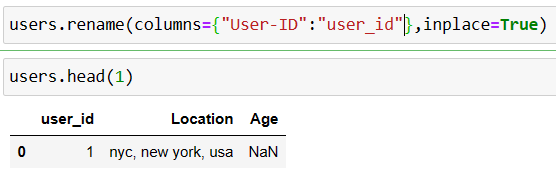 users.rename(columns={"User-ID":"user_id"},inplace=True)
users.head(1)
user_id Location Age
0 1 nyc, new york, usa NaN